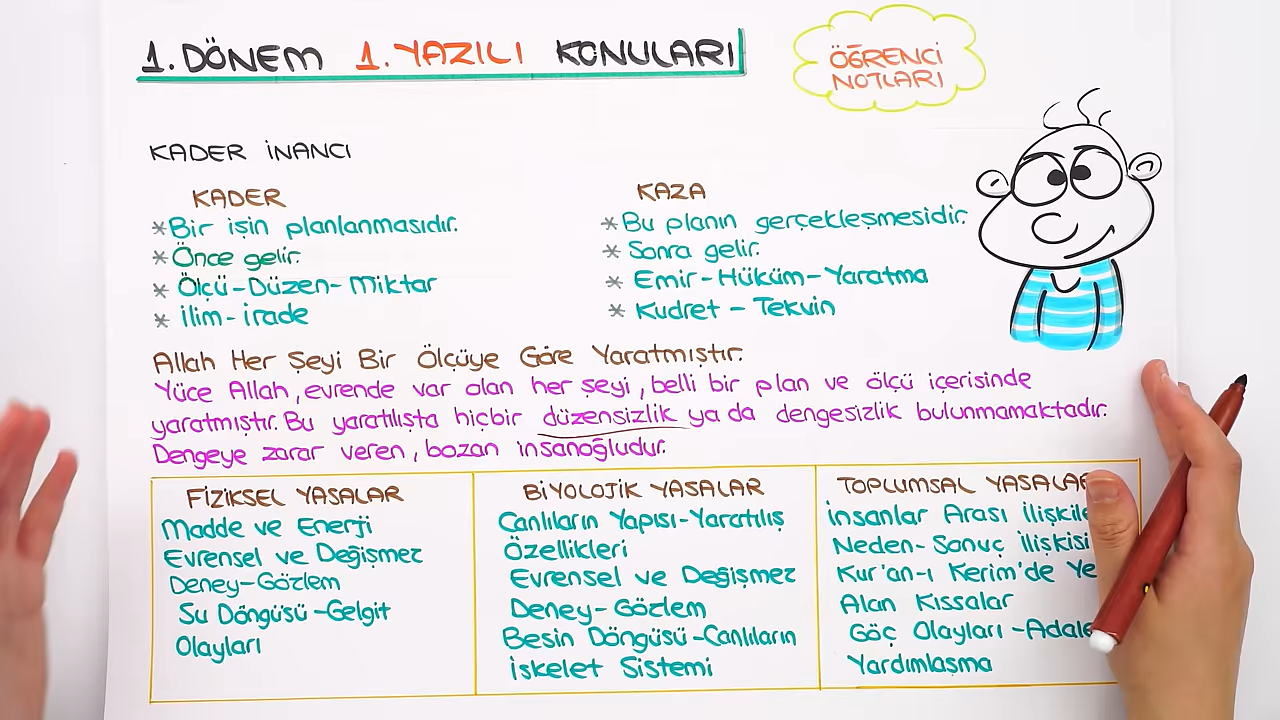 1. DÖNEM 1. YAZILI KONULARI
ÖĞRENCİ
NOTLARI
KADER İNANCI
KADER
* Bir işin planlanmasıdır.
* Önce gelir.
* Ölçü-Düzen-Miktar
* İlim-İrade
KAZA
* Bu planın gerçekleşmesidir.
* Sonra gelir.
* Emir-Hüküm-Yaratma
* Kudret - Tekvin
Allah Her Şeyi Bir Ölçüye Göre Yaratmıştır.
Yüce Allah, evrende var olan her şeyi, belli bir plan ve ölçü içerisinde
yaratmıştır. Bu yaratılışta hiçbir düzensizlik ya da dengesizlik bulunmamaktadır.
Dengeye zarar veren, bozan insanoğludur.
FİZİKSEL YASALAR
Madde ve Enerji
Evrensel ve Değişmez
Deney-Gözlem
Su Döngüsü-Gelgit
Olayları
BİYOLOJİK YASALAR
Canlıların Yapısı-Yaratılış
Özellikleri
Evrensel ve Değişmez
Deney-Gözlem
Besin Döngüsü-Canlıların
İskelet Sistemi
TOPLUMSAL YASALAR
İnsanlar Arası İlişkile
Neden-Sonuç İlişkisi
Kur'an-ı Kerim'de Ye
Alan Kıssalar
Göç Olayları-Adale
Yardımlaşma